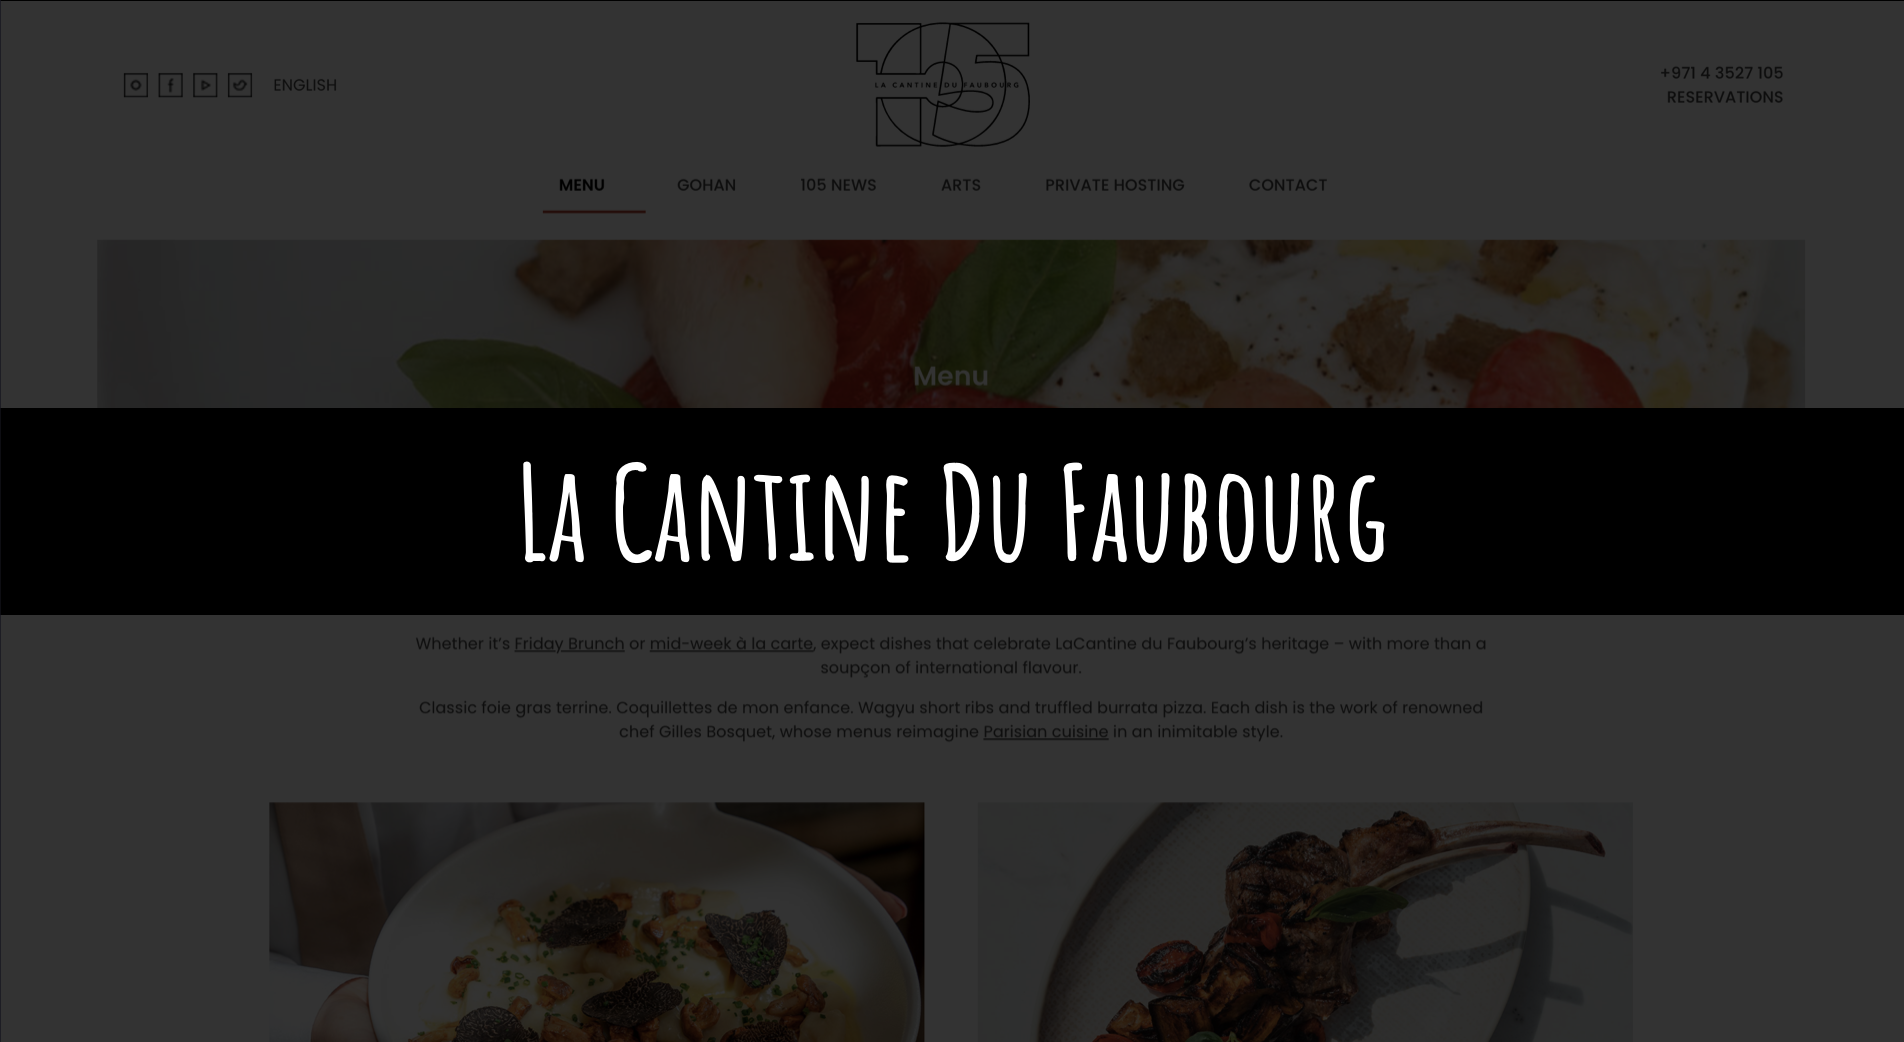 105
LA CANTINE DU FAUBOURG
ENGLISH
+971 4 3527 105
RESERVATIONS
MENU
GOHAN
105 NEWS
ARTS
PRIVATE HOSTING
CONTACT
Menu
La Cantine Du Faubourg
Whether it's Friday Brunch or mid-week à la carte, expect dishes that celebrate LaCantine du Faubourg's heritage – with more than a
soupçon of international flavour.
Classic foie gras terrine. Coquillettes de mon enfance. Wagyu short ribs and truffled burrata pizza. Each dish is the work of renowned
chef Gilles Bosquet, whose menus reimagine Parisian cuisine in an inimitable style.